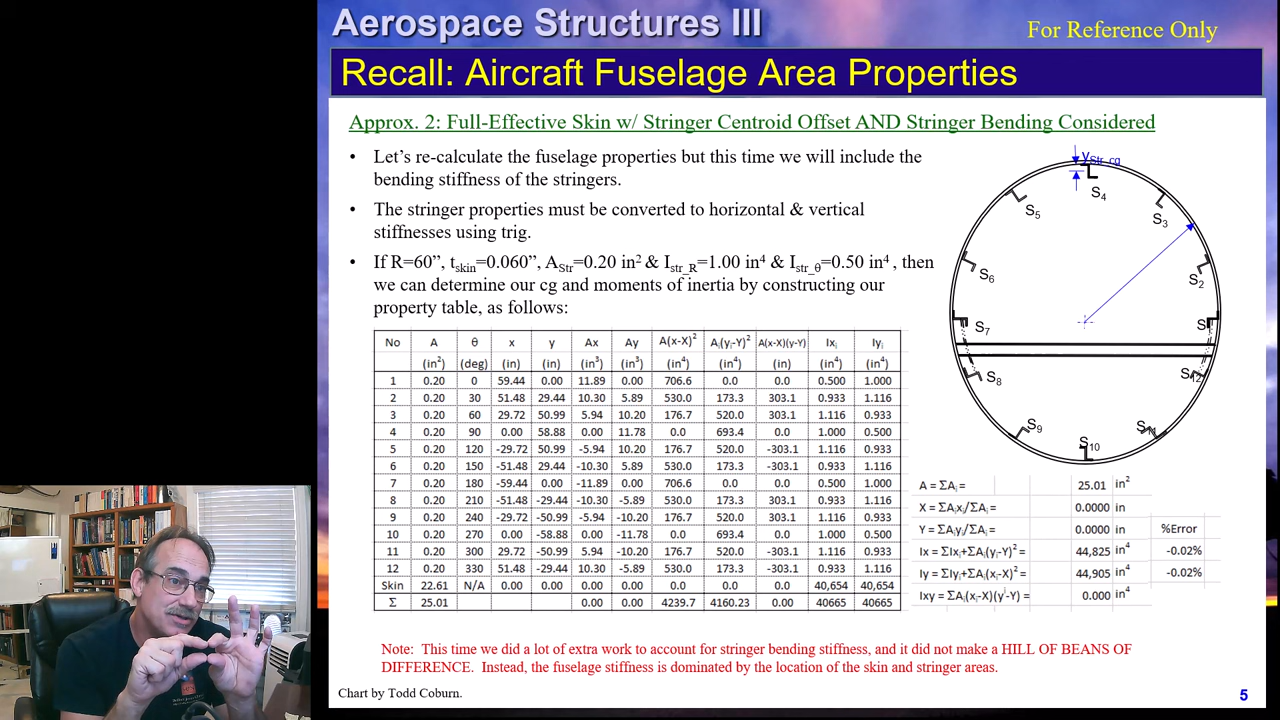 Aerospace Structures III
For Reference Only
Recall: Aircraft Fuselage Area Properties
Approx. 2: Full-Effective Skin w/ Stringer Centroid Offset AND Stringer Bending Considered
• Let’s re-calculate the fuselage properties but this time we will include the
bending stiffness of the stringers.
• The stringer properties must be converted to horizontal & vertical
stiffnesses using trig.
• If R=60”, tskin=0.060”, AStr=0.20 in² & Istr_R=1.00 in⁴ & Istr_θ=0.50 in⁴ , then
we can determine our cg and moments of inertia by constructing our
property table, as follows:
No A θ x y Ax Ay A(x-X)² Aᵢ(yᵢ-Y)² A(x-X)(y-Y) Ixᵢ Iyᵢ
(in²) (deg) (in) (in) (in³) (in³) (in⁴) (in⁴) (in) (in⁴) (in⁴)
1 0.20 0 59.44 0.00 11.89 0.00 706.6 0.0 0.0 0.500 1.000
2 0.20 30 51.48 29.44 10.30 5.89 530.0 173.3 303.1 0.933 1.116
3 0.20 60 29.72 50.99 5.94 10.20 176.7 520.0 303.1 1.116 0.933
4 0.20 90 0.00 58.88 0.00 11.78 0.0 693.4 0.0 1.000 0.500
5 0.20 120 -29.72 50.99 -5.94 10.20 176.7 520.0 -303.1 1.116 0.933
6 0.20 150 -51.48 29.44 -10.30 5.89 530.0 173.3 -303.1 0.933 1.116
7 0.20 180 -59.44 0.00 -11.89 0.00 706.6 0.0 0.0 0.500 1.000
8 0.20 210 -51.48 -29.44 -10.30 -5.89 530.0 173.3 303.1 0.933 1.116
9 0.20 240 -29.72 -50.99 -5.94 -10.20 176.7 520.0 303.1 1.116 0.933
10 0.20 270 0.00 -58.88 0.00 -11.78 0.0 693.4 0.0 1.000 0.500
11 0.20 300 29.72 -50.99 5.94 -10.20 176.7 520.0 -303.1 1.116 0.933
12 0.20 330 51.48 -29.44 10.30 -5.89 530.0 173.3 -303.1 0.933 1.116
Skin 22.61 N/A 0.00 0.00 0.00 0.00 0.0 0.0 0.0 40,654 40,654
Σ 25.01 0.00 0.00 4239.7 4160.23 0.00 40665 40665
yStr_cg
S4
S5
S3
S6
S2
S7
S
S8
S12
S9
S10
A = ΣAᵢ = 25.01 in²
X = ΣAᵢxᵢ/ΣAᵢ = 0.0000 in
Y = ΣAᵢyᵢ/ΣAᵢ = 0.0000 in %Error
Ix = ΣIxᵢ+ΣAᵢ(yᵢ-Y)² = 44,825 in⁴ -0.02%
Iy = ΣIyᵢ+ΣAᵢ(xᵢ-X)² = 44,905 in⁴ -0.02%
Ixy = ΣAᵢ(xᵢ-X)(yⁱ-Y) = 0.000 in⁴
Note: This time we did a lot of extra work to account for stringer bending stiffness, and it did not make a HILL OF BEANS OF
DIFFERENCE. Instead, the fuselage stiffness is dominated by the location of the skin and stringer areas.
Chart by Todd Coburn.
5